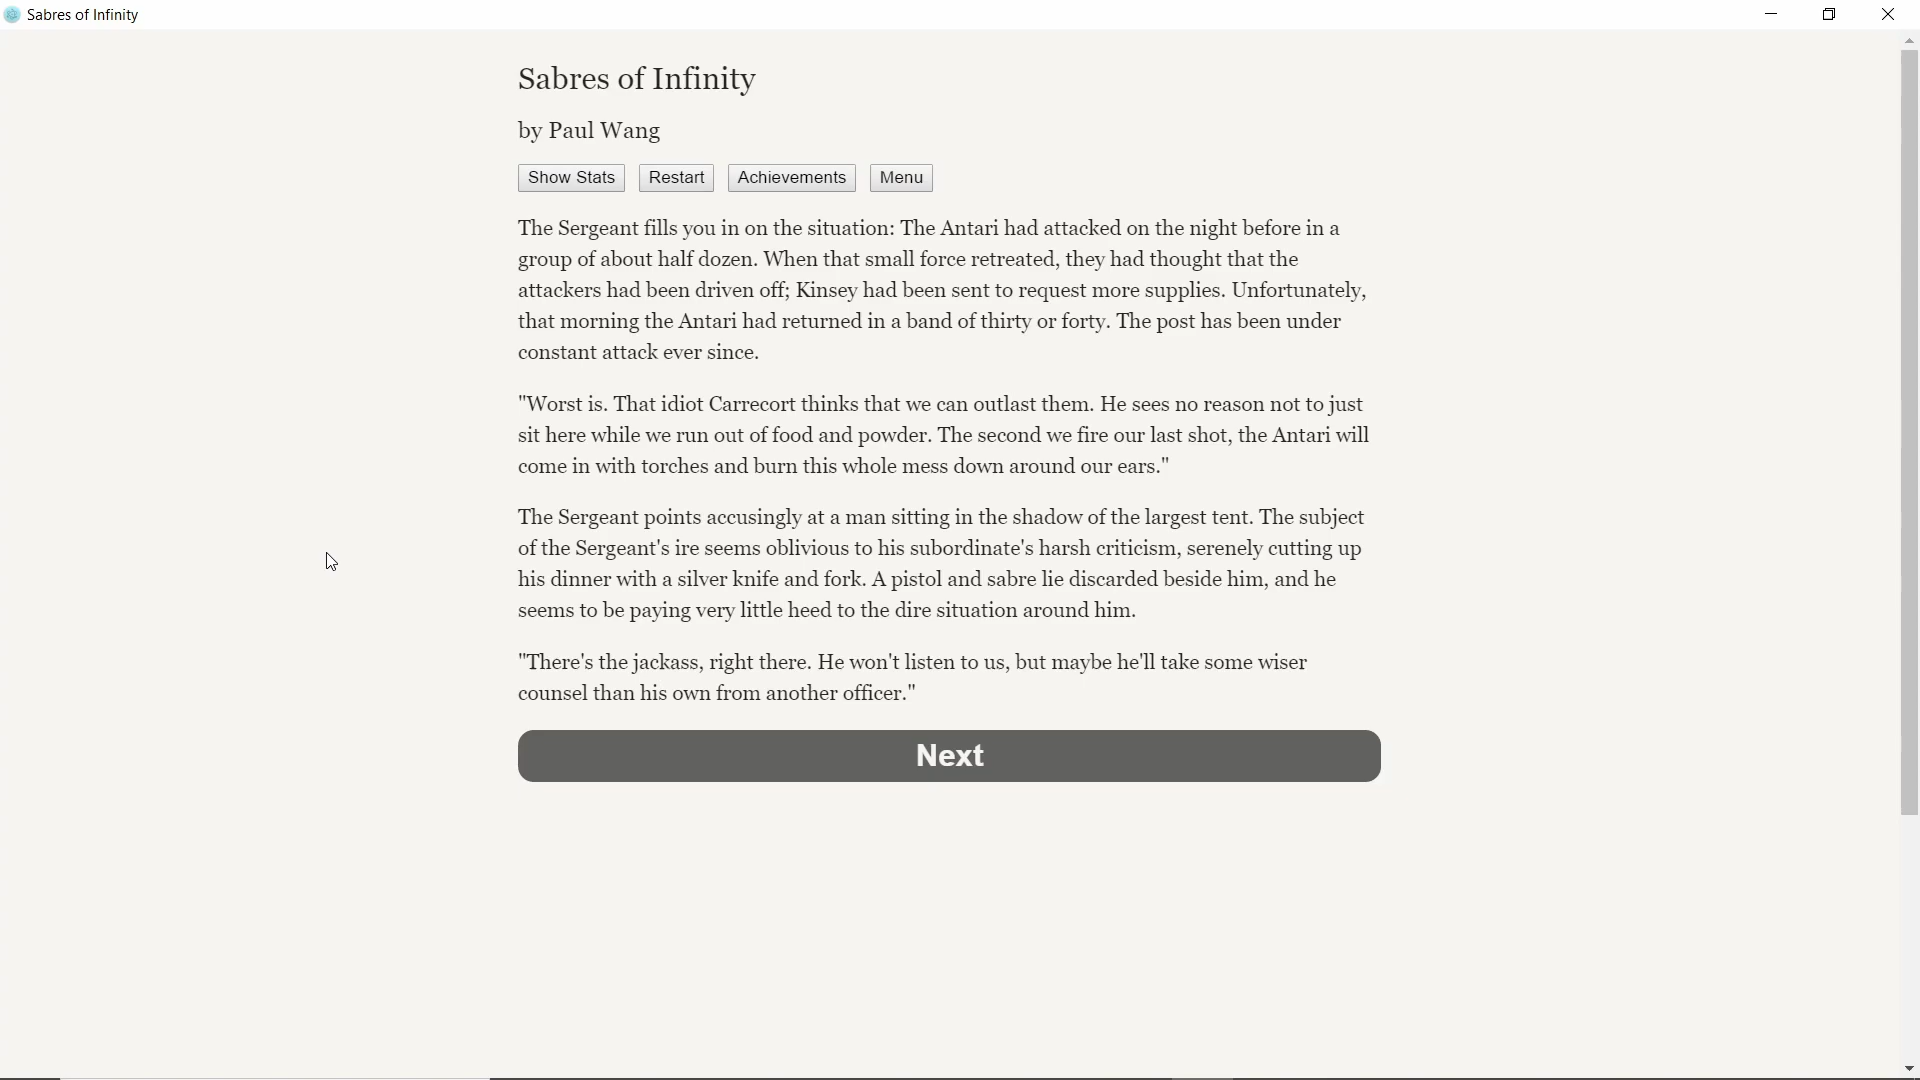 Sabres of Infinity
Sabres of Infinity
by Paul Wang
Show Stats Restart Achievements Menu
The Sergeant fills you in on the situation: The Antari had attacked on the night before in a
group of about half dozen. When that small force retreated, they had thought that the
attackers had been driven off; Kinsey had been sent to request more supplies. Unfortunately,
that morning the Antari had returned in a band of thirty or forty. The post has been under
constant attack ever since.
"Worst is. That idiot Carrecort thinks that we can outlast them. He sees no reason not to just
sit here while we run out of food and powder. The second we fire our last shot, the Antari will
come in with torches and burn this whole mess down around our ears."
The Sergeant points accusingly at a man sitting in the shadow of the largest tent. The subject
of the Sergeant's ire seems oblivious to his subordinate's harsh criticism, serenely cutting up
his dinner with a silver knife and fork. A pistol and sabre lie discarded beside him, and he
seems to be paying very little heed to the dire situation around him.
"There's the jackass, right there. He won't listen to us, but maybe he'll take some wiser
counsel than his own from another officer."
Next